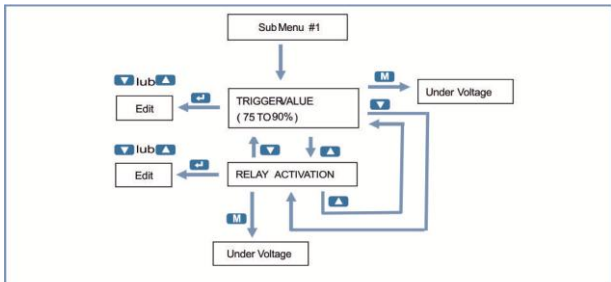 Sub Menu #1
lub
M
Edit
TRIGGER VALUE
( 75 TO 90% )
Under Voltage
lub
Edit
RELAY ACTIVATION
M
Under Voltage